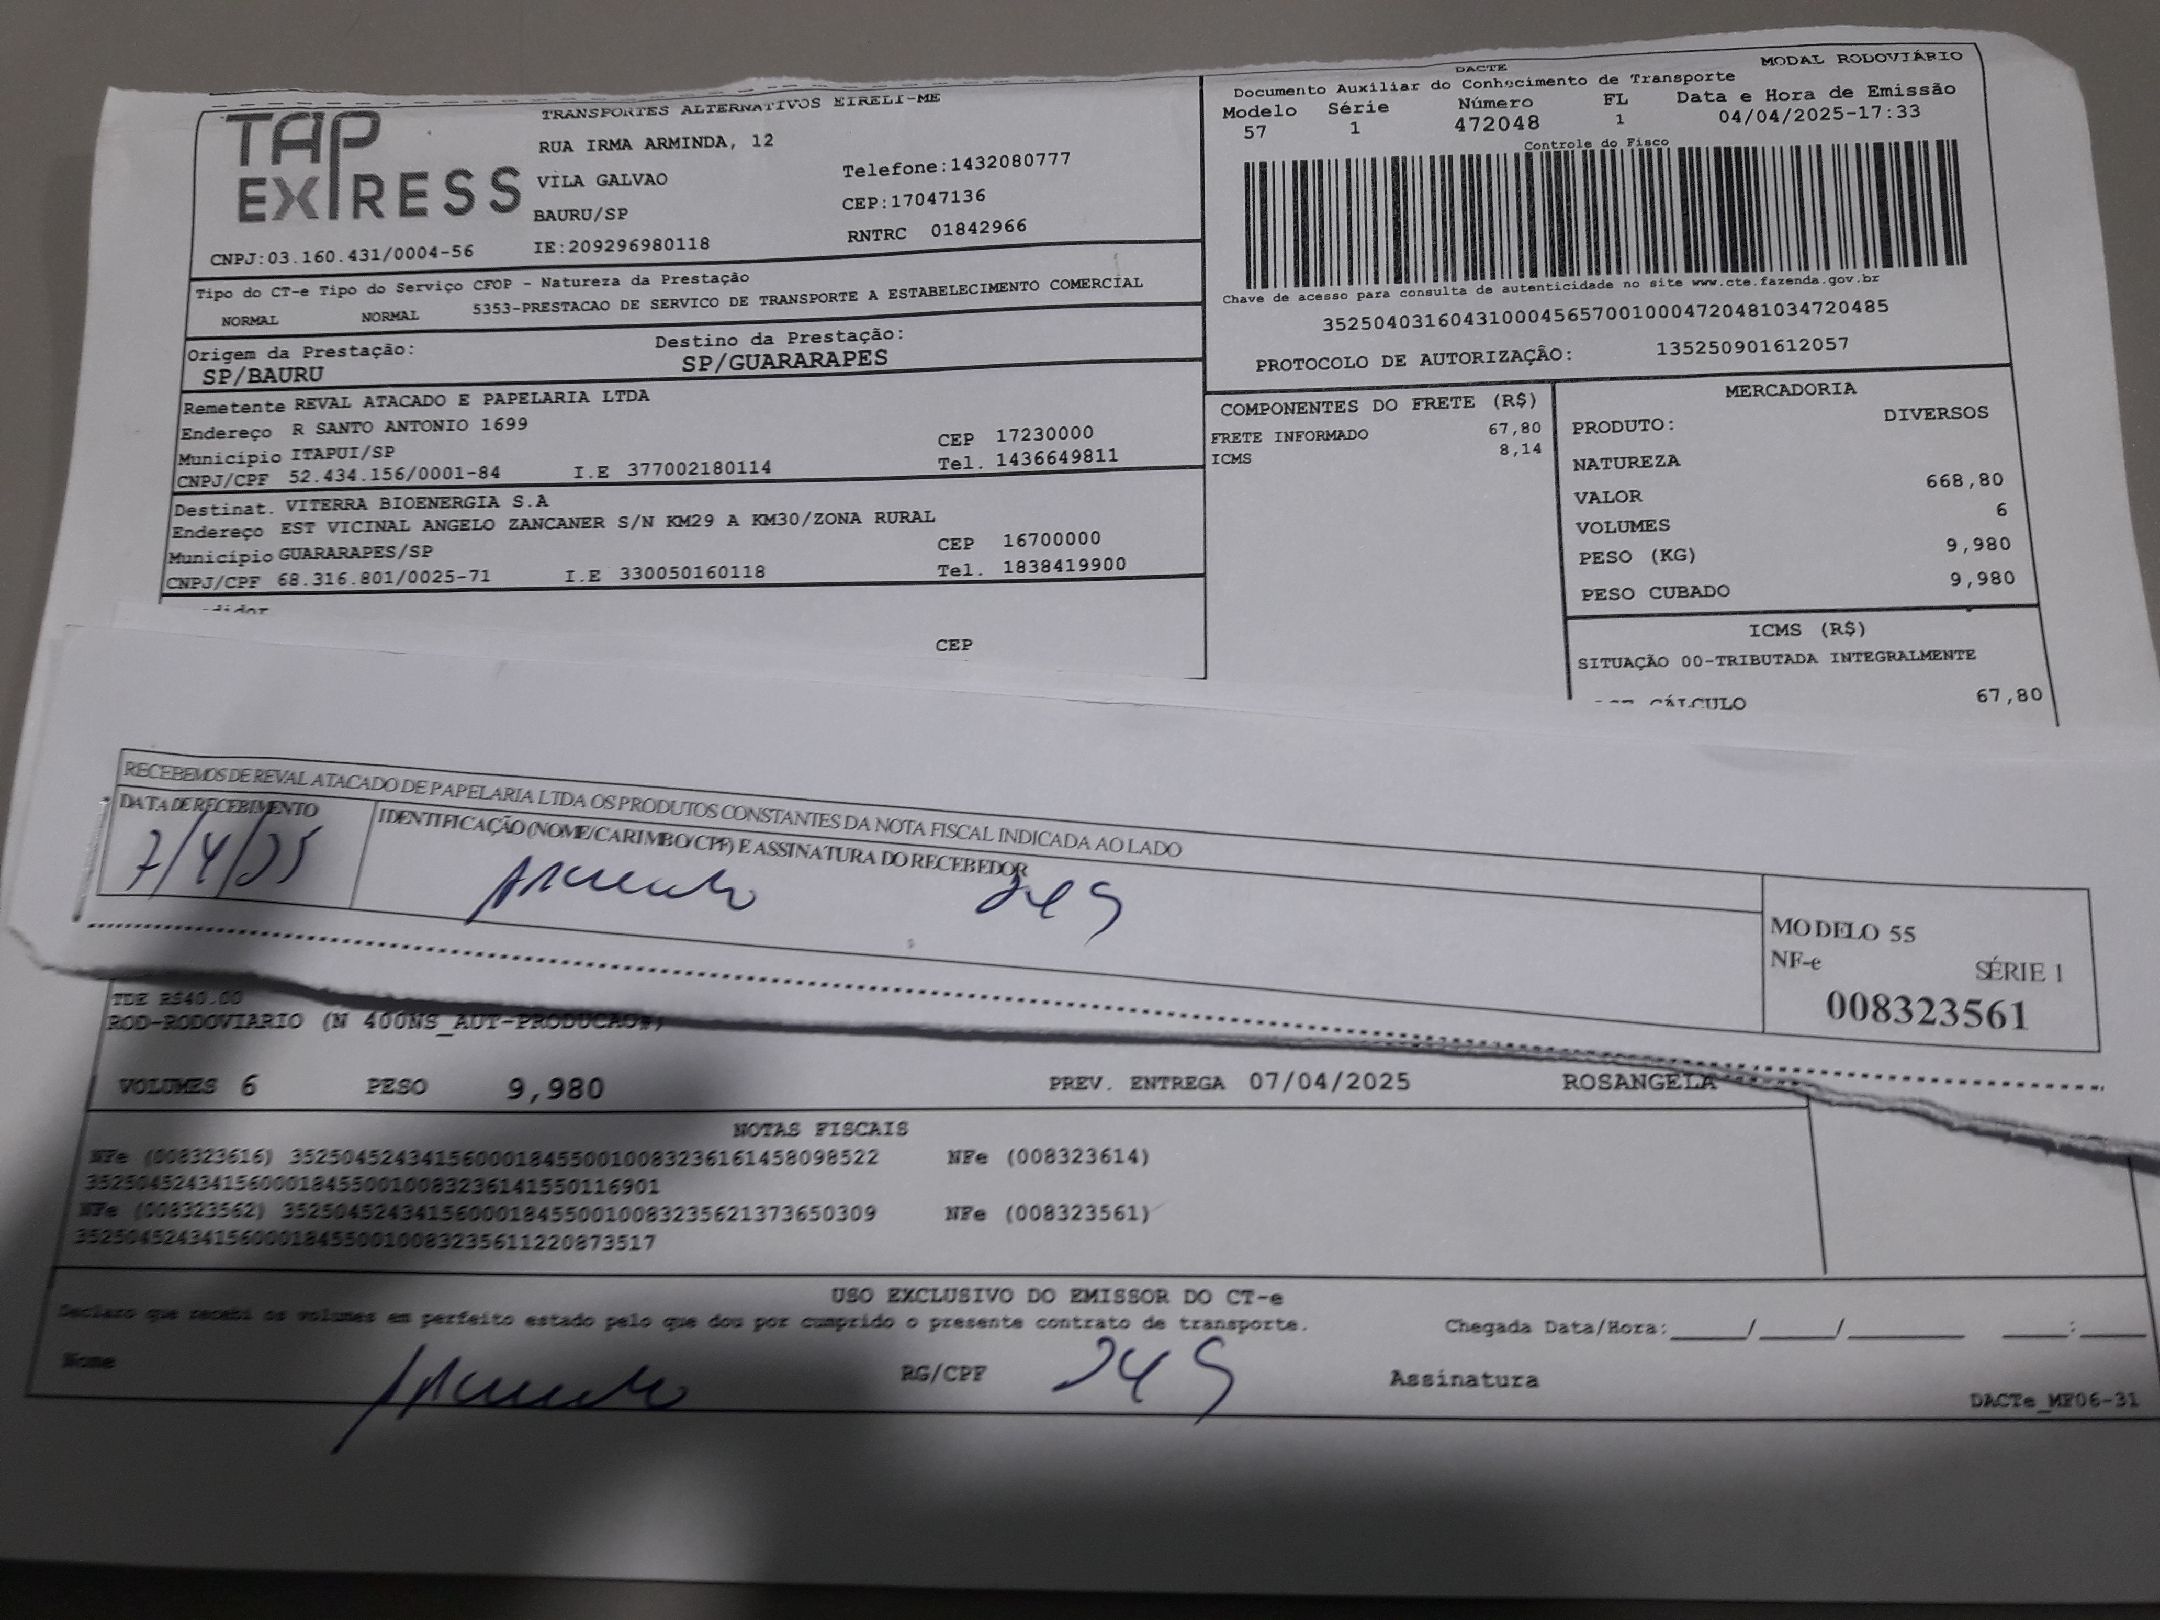 TAP EXPRESS
TRANSPORTES ALTERNATIVOS EIRELI-ME
RUA IRMA ARMINDA, 12
VILA GALVAO Telefone:1432080777
BAURU/SP CEP:17047136
CNPJ:03.160.431/0004-56 IE:209296980118 RNTRC 01842966
DACTE MODAL RODOVIÁRIO
Documento Auxiliar do Conhecimento de Transporte
Modelo Série Número FL Data e Hora de Emissão
57 1 472048 1 04/04/2025-17:33
Controle do Fisco
Chave de acesso para consulta de autenticidade no site www.cte.fazenda.gov.br
35250403160431000456570010004720481034720485
PROTOCOLO DE AUTORIZAÇÃO: 135250901612057
Tipo do CT-e Tipo do Serviço CFOP - Natureza da Prestação
NORMAL NORMAL 5353-PRESTACAO DE SERVICO DE TRANSPORTE A ESTABELECIMENTO COMERCIAL
Origem da Prestação: Destino da Prestação:
SP/BAURU SP/GUARARAPES
Remetente REVAL ATACADO E PAPELARIA LTDA
Endereço R SANTO ANTONIO 1699
Município ITAPUI/SP CEP 17230000
CNPJ/CPF 52.434.156/0001-84 I.E 377002180114 Tel. 1436649811
Destinat. VITERRA BIOENERGIA S.A
Endereço EST VICINAL ANGELO ZANCANER S/N KM29 A KM30/ZONA RURAL
Município GUARARAPES/SP CEP 16700000
CNPJ/CPF 68.316.801/0025-71 I.E 330050160118 Tel. 1838419900
CEP
COMPONENTES DO FRETE (R$)
FRETE INFORMADO 67,80
ICMS 8,14
MERCADORIA
PRODUTO: DIVERSOS
NATUREZA
VALOR 668,80
VOLUMES 6
PESO (KG) 9,980
PESO CUBADO 9,980
ICMS (R$)
SITUAÇÃO 00-TRIBUTADA INTEGRALMENTE
CÁLCULO 67,80
RECEBEMOS DE REVAL ATACADO DE PAPELARIA LTDA OS PRODUTOS CONSTANTES DA NOTA FISCAL INDICADA AO LADO
DATA DE RECEBIMENTO IDENTIFICAÇÃO (NOME/CARIMBO/CPF) E ASSINATURA DO RECEBEDOR
7/4/25
MODELO 55
NF-e SÉRIE 1
008323561
TDE R$40.00
ROD-RODOVIARIO (N 400NS_AUT-PRODUCAO#)
VOLUMES 6 PESO 9,980 PREV. ENTREGA 07/04/2025 ROSANGELA
NOTAS FISCAIS
NFe (008323616) 35250452434156000184550010083236161458098522 NFe (008323614)
35250452434156000184550010083236141550116901
NFe (008323562) 35250452434156000184550010083235621373650309 NFe (008323561)
35250452434156000184550010083235611220873517
USO EXCLUSIVO DO EMISSOR DO CT-e
Declaro que recebi os volumes em perfeito estado pelo que dou por cumprido o presente contrato de transporte. Chegada Data/Hora:_____/_____/_______ ____:____
Nome RG/CPF Assinatura
DACTe_MF06-31